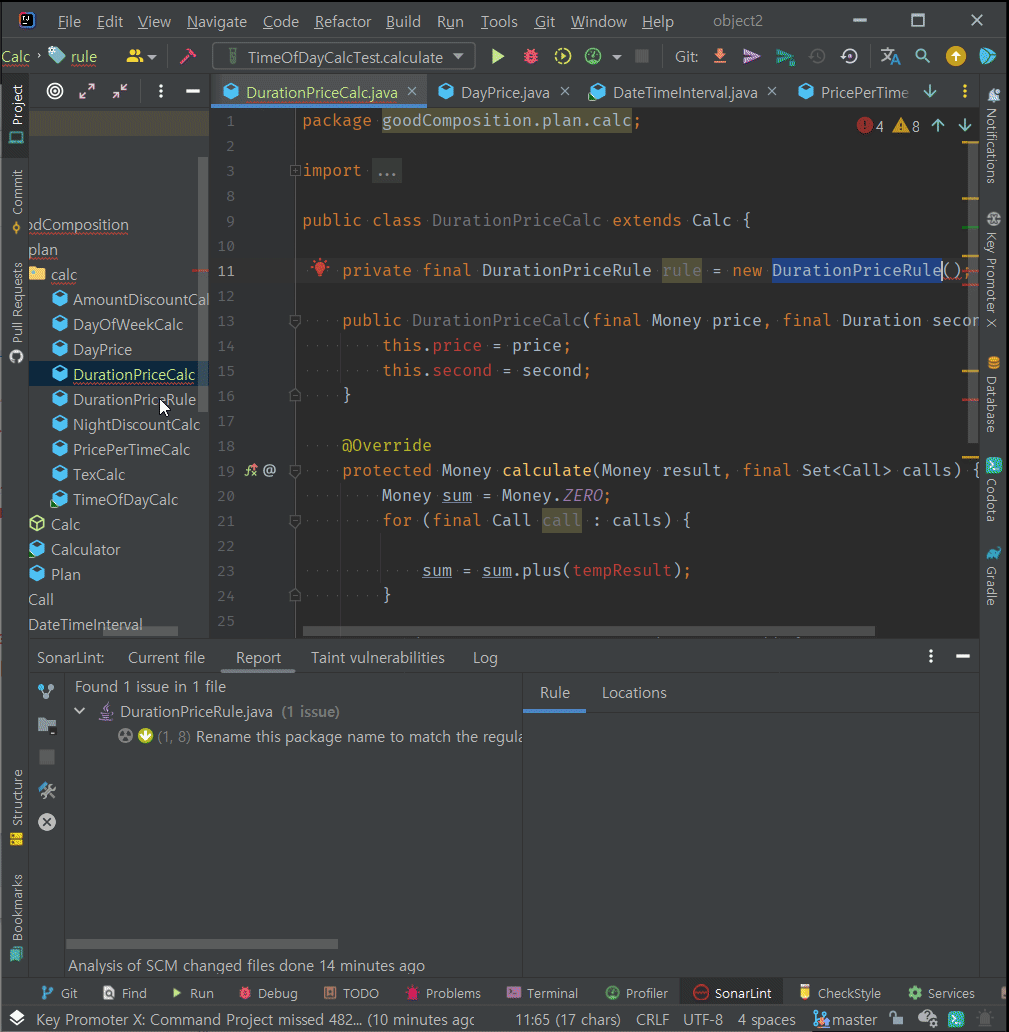 File Edit View Navigate Code Refactor Build Run Tools Git Window Help object2
Calc rule TimeOfDayCalcTest.calculate Git:
DurationPriceCalc.java DayPrice.java DateTimeInterval.java PricePerTime
Project
Commit
Pull Requests
Structure
Bookmarks
odComposition
plan
calc
AmountDiscountCal
DayOfWeekCalc
DayPrice
DurationPriceCalc
DurationPriceRule
NightDiscountCalc
PricePerTimeCalc
TexCalc
TimeOfDayCalc
Calc
Calculator
Plan
Call
DateTimeInterval
4 8
1 package goodComposition.plan.calc;
2
3 import ...
8
9 public class DurationPriceCalc extends Calc {
10
11 private final DurationPriceRule rule = new DurationPriceRule();
12
13 public DurationPriceCalc(final Money price, final Duration secon
14 this.price = price;
15 this.second = second;
16 }
17
18 @Override
19 protected Money calculate(Money result, final Set<Call> calls) {
20 Money sum = Money.ZERO;
21 for (final Call call : calls) {
22
23 sum = sum.plus(tempResult);
24 }
25
Notifications
Key Promoter X
Database
Codota
Gradle
SonarLint: Current file Report Taint vulnerabilities Log
Found 1 issue in 1 file
DurationPriceRule.java (1 issue)
(1, 8) Rename this package name to match the regula
Rule Locations
Analysis of SCM changed files done 14 minutes ago
Git Find Run Debug TODO Problems Terminal Profiler SonarLint CheckStyle Services
Key Promoter X: Command Project missed 482... (10 minutes agc 11:65 (17 chars) CRLF UTF-8 4 spaces master